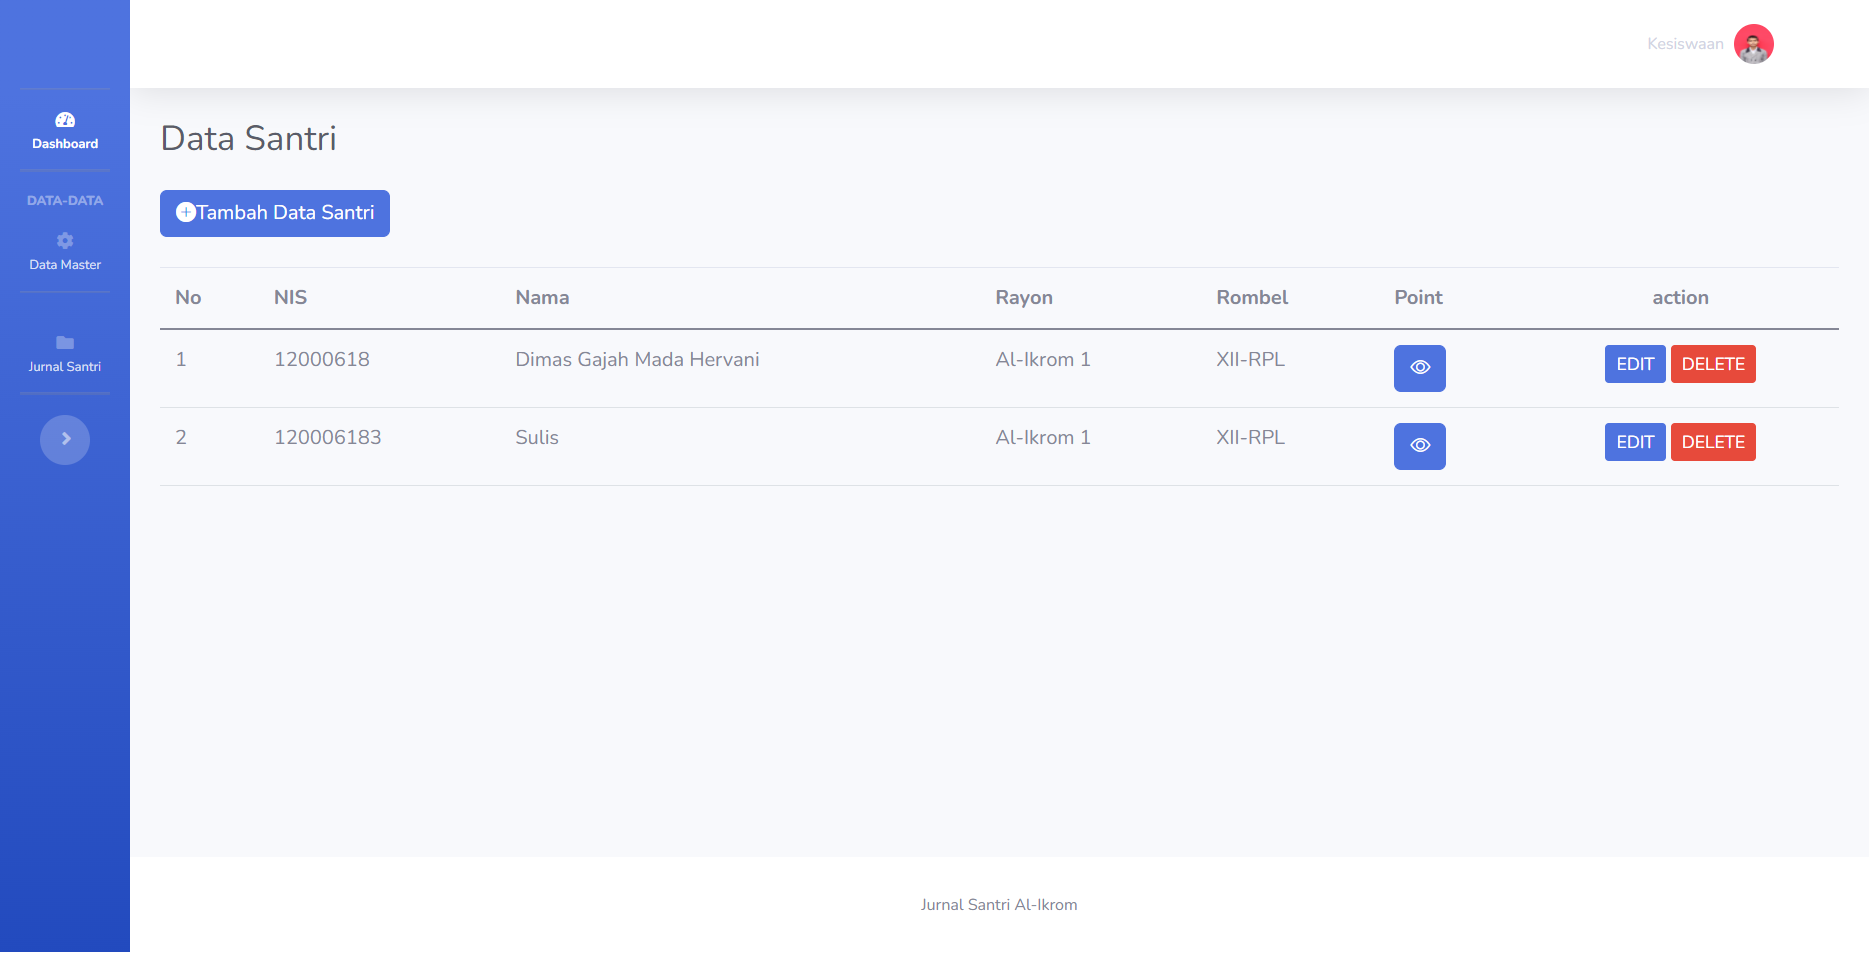 Kesiswaan
Dashboard
DATA-DATA
Data Master
Jurnal Santri
Data Santri
Tambah Data Santri
No NIS Nama Rayon Rombel Point action
1 12000618 Dimas Gajah Mada Hervani Al-Ikrom 1 XII-RPL EDIT DELETE
2 120006183 Sulis Al-Ikrom 1 XII-RPL EDIT DELETE
Jurnal Santri Al-Ikrom